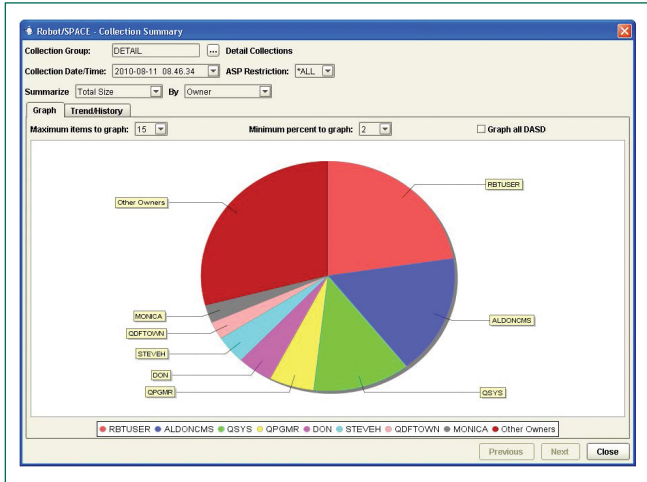 Robot/SPACE - Collection Summary
Collection Group: DETAIL ... Detail Collections
Collection Date/Time: 2010-08-11 08.46.34 ASP Restriction: *ALL
Summarize Total Size By Owner
Graph Trend/History
Maximum items to graph: 15 Minimum percent to graph: 2 Graph all DASD
RBTUSER
Other Owners
MONICA
ALDONCMS
QDFTOWN
STEVEH
DON
QPGMR
QSYS
RBTUSER ALDONCMS QSYS QPGMR DON STEVEH QDFTOWN MONICA Other Owners
Previous Next Close